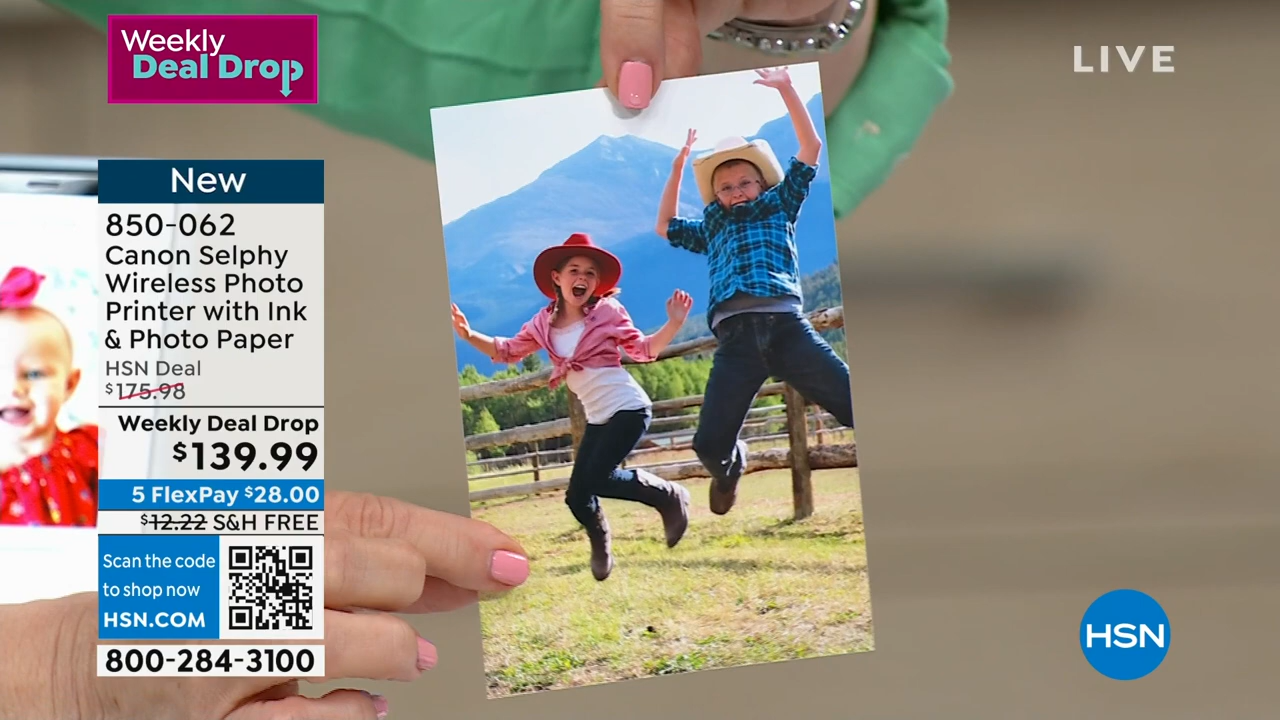 Weekly
Deal Drop
LIVE
New
850-062
Canon Selphy
Wireless Photo
Printer with Ink
& Photo Paper
HSN Deal
$175.98
Weekly Deal Drop
$139.99
5 FlexPay $28.00
$12.22 S&H FREE
Scan the code
to shop now
HSN.COM
800-284-3100
HSN